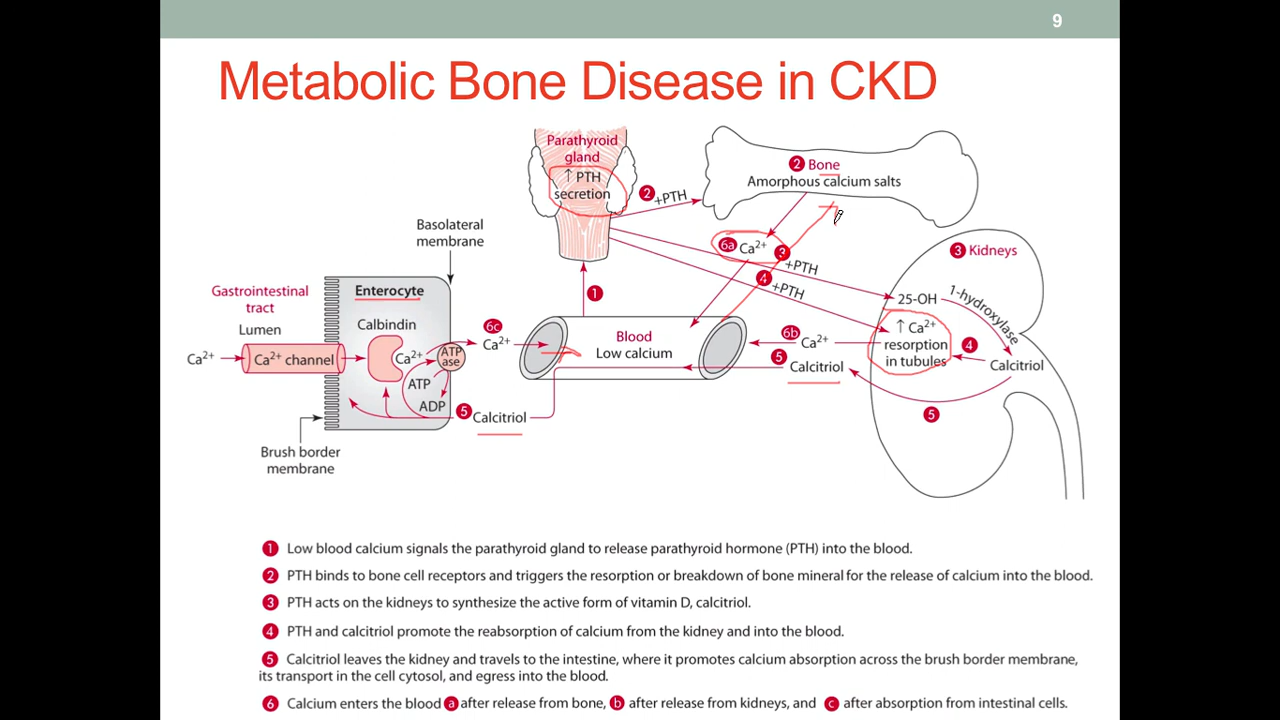 9
Metabolic Bone Disease in CKD
Parathyroid
gland
↑ PTH
secretion
2 +PTH
2 Bone
Amorphous calcium salts
Basolateral
membrane
6a Ca²⁺
3 +PTH
4 +PTH
3 Kidneys
25-OH
1-hydroxylase
↑ Ca²⁺
resorption
in tubules
4
Calcitriol
5
1
Gastrointestinal
tract
Lumen
Ca²⁺
Ca²⁺ channel
Enterocyte
Calbindin
Ca²⁺
ATP
ase
ATP
ADP
6c
Ca²⁺
Blood
Low calcium
6b Ca²⁺
5
Calcitriol
5 Calcitriol
Brush border
membrane
1 Low blood calcium signals the parathyroid gland to release parathyroid hormone (PTH) into the blood.
2 PTH binds to bone cell receptors and triggers the resorption or breakdown of bone mineral for the release of calcium into the blood.
3 PTH acts on the kidneys to synthesize the active form of vitamin D, calcitriol.
4 PTH and calcitriol promote the reabsorption of calcium from the kidney and into the blood.
5 Calcitriol leaves the kidney and travels to the intestine, where it promotes calcium absorption across the brush border membrane,
its transport in the cell cytosol, and egress into the blood.
6 Calcium enters the blood a after release from bone, b after release from kidneys, and c after absorption from intestinal cells.